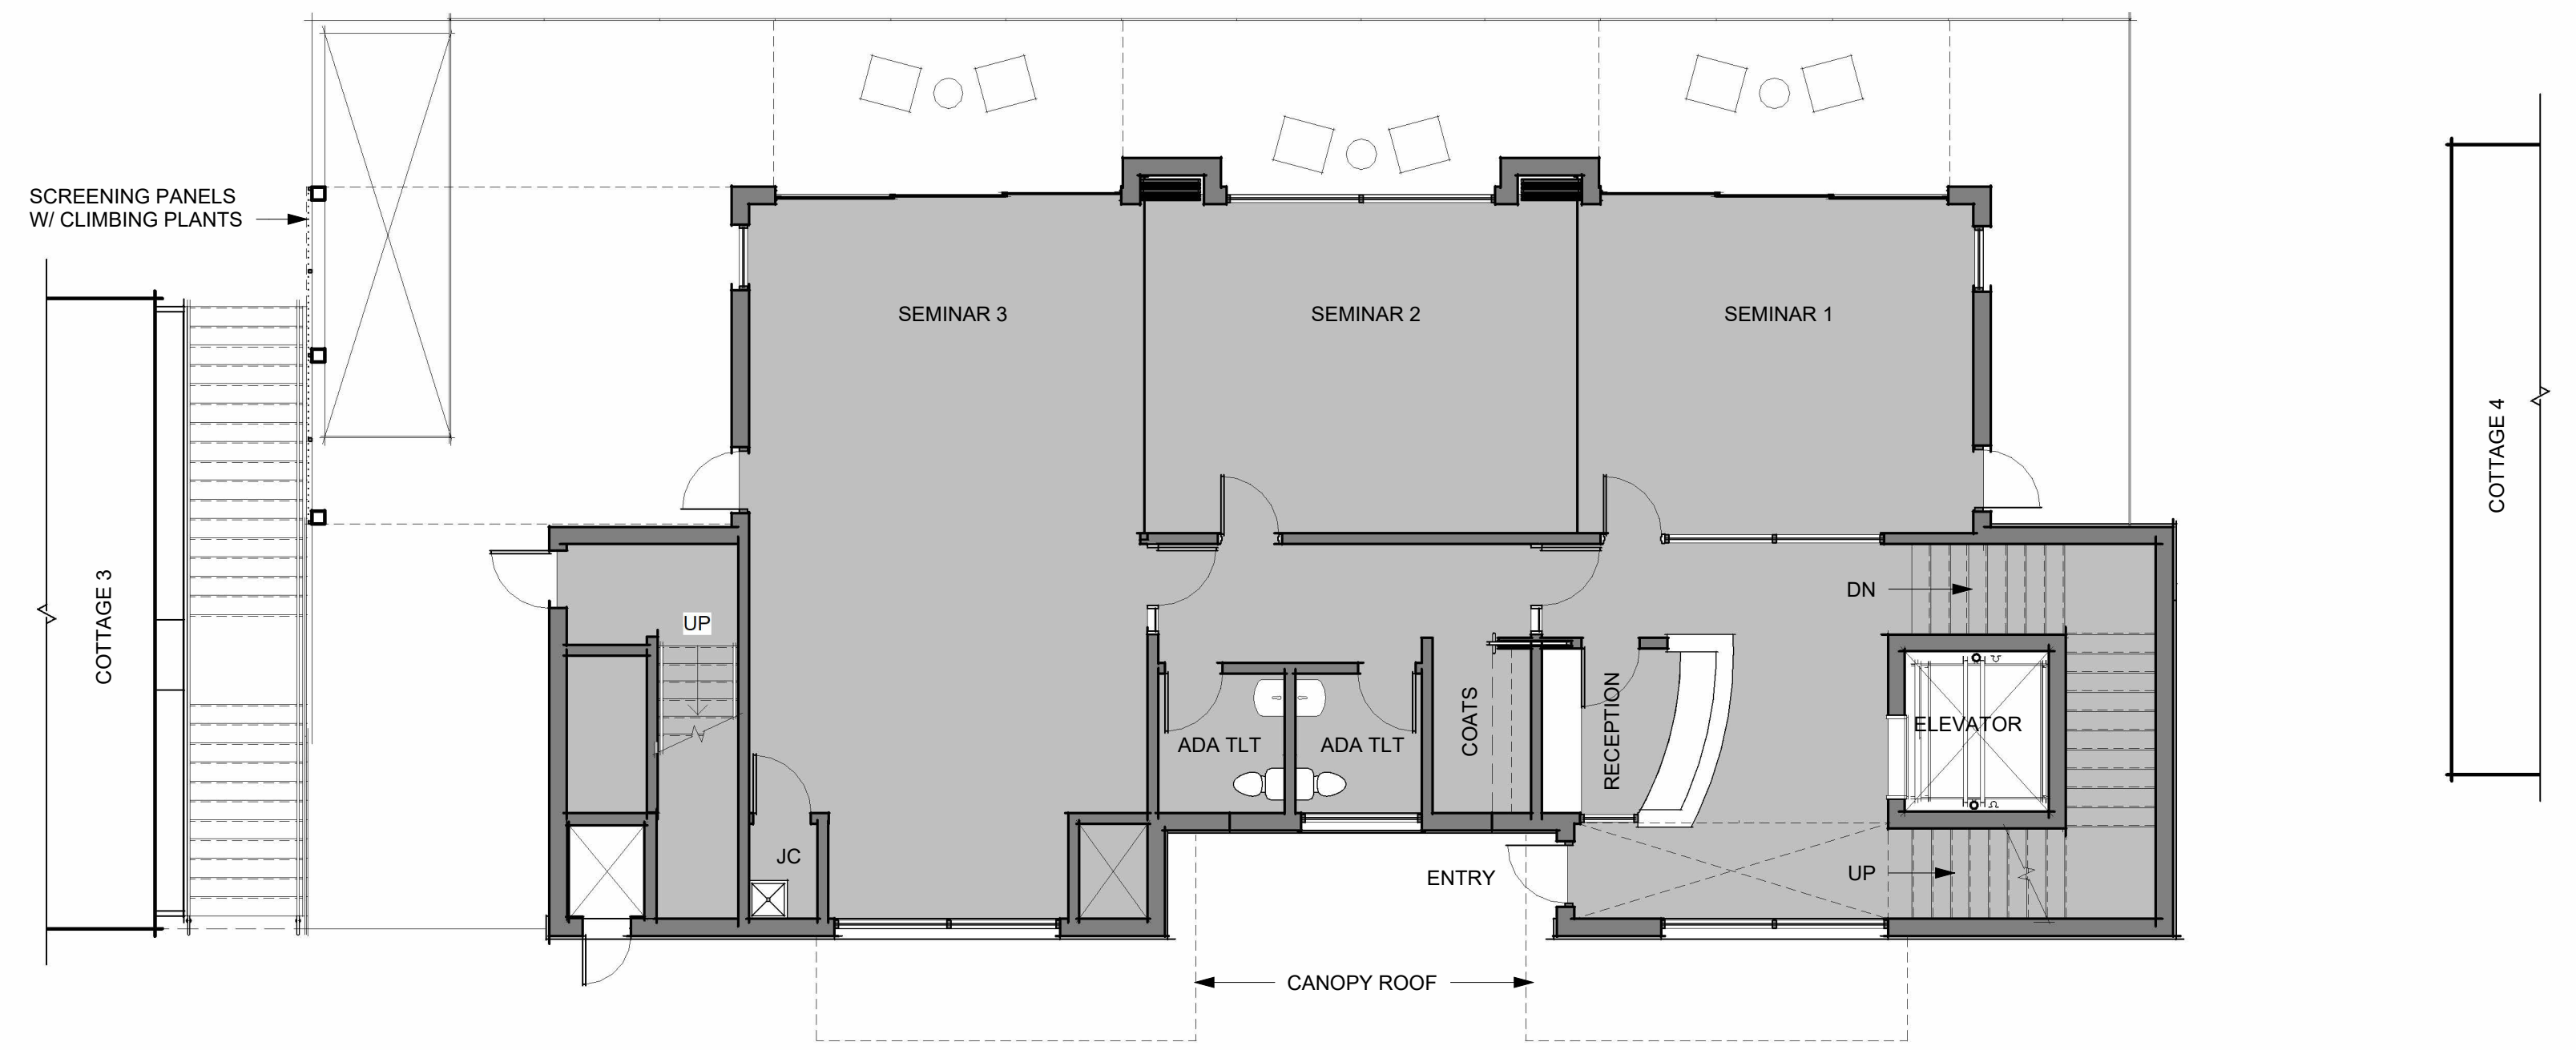 SCREENING PANELS
W/ CLIMBING PLANTS
SEMINAR 3
SEMINAR 2
SEMINAR 1
COTTAGE 4
COTTAGE 3
UP
DN
ADA TLT
ADA TLT
COATS
RECEPTION
ELEVATOR
JC
ENTRY
UP
CANOPY ROOF